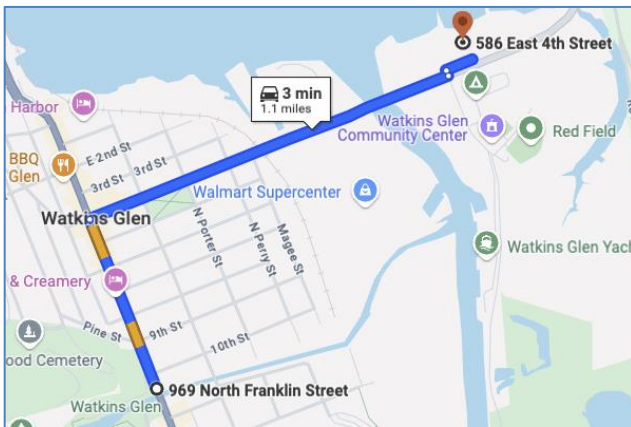 586 East 4th Street
3 min
1.1 miles
Harbor
Watkins Glen
Community Center
Red Field
BBQ
Glen
E 2nd St
3rd St
3rd St
Walmart Supercenter
Watkins Glen
N Porter St
N Perry St
Magee St
Watkins Glen Yach
& Creamery
Pine St
9th St
10th St
ood Cemetery
969 North Franklin Street
Watkins Glen